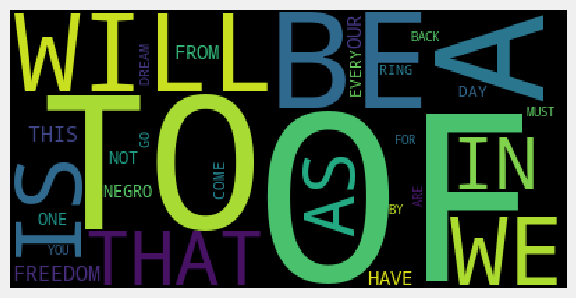 WILL
BE
A
DREAM
FROM
EVERY
OUR
BACK
RING
DAY
MUST
TO
OF
THIS
NOT
GO
NEGRO
COME
AS
FOR
IN
IS
ONE
YOU
BY
ARE
WE
FREEDOM
THAT
HAVE